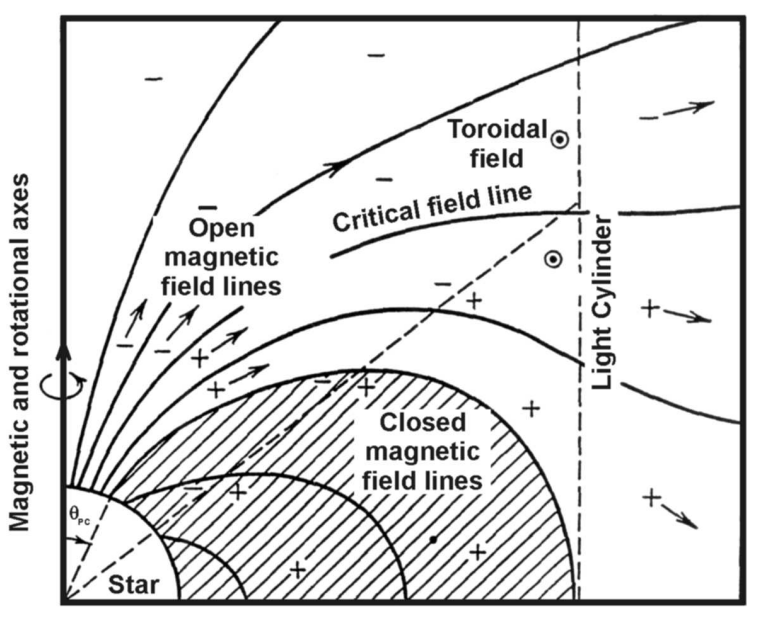 Toroidal
field
Critical field line
Open
magnetic
field lines
Magnetic and rotational axes
Light Cylinder
Closed
magnetic
field lines
θPC
Star